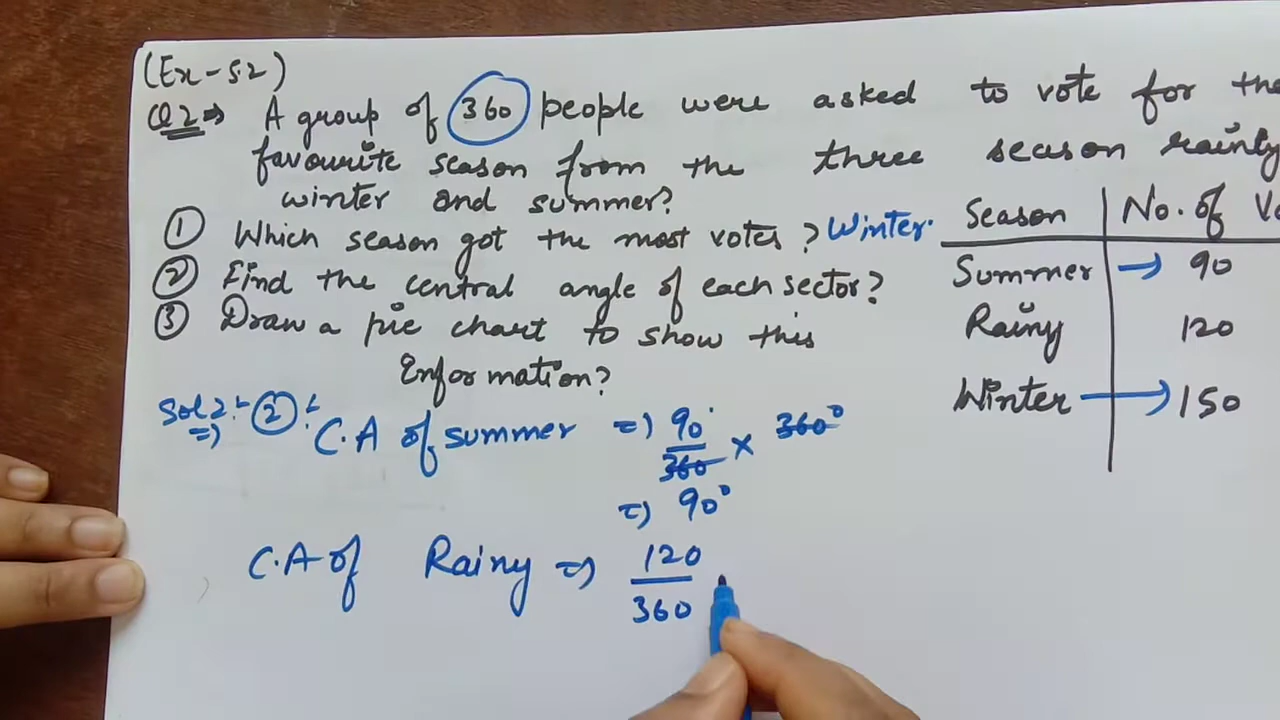 (Ex-5.2)
Q2⇒ A group of 360 people were asked to vote for the
favourite season from the three season rainy
winter and summer?
① Which season got the most votes? Winter.
② Find the central angle of each sector?
③ Draw a pie chart to show this
Information?
Season | No. of
Summer → 90
Rainy 120
Winter → 150
Sol2:- ②:- C.A of summer ⇒ 90/360 × 360°
⇒
⇒ 90°
C.A of Rainy ⇒ 120/360